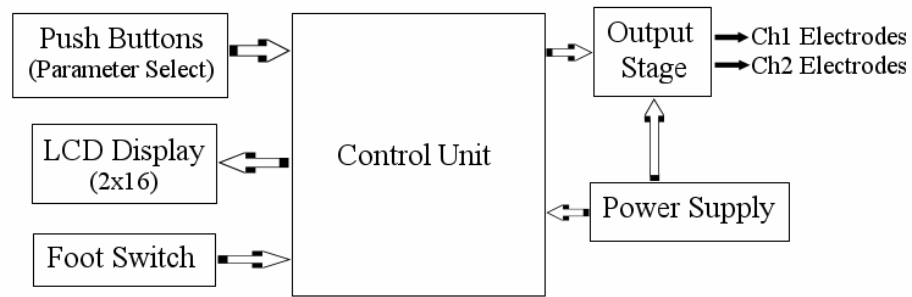 Push Buttons
(Parameter Select)
LCD Display
(2x16)
Foot Switch
Control Unit
Output
Stage
Ch1 Electrodes
Ch2 Electrodes
Power Supply